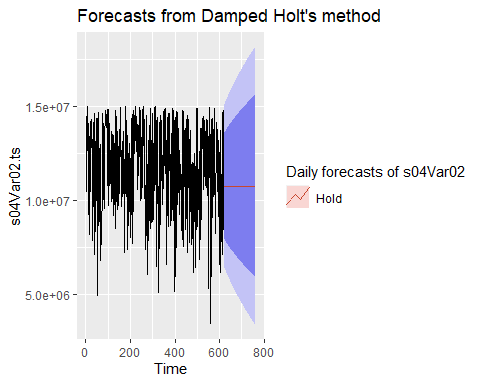 Forecasts from Damped Holt's method
1.5e+07
1.0e+07
5.0e+06
s04Var02.ts
0 200 400 600 800
Time
Daily forecasts of s04Var02
Hold